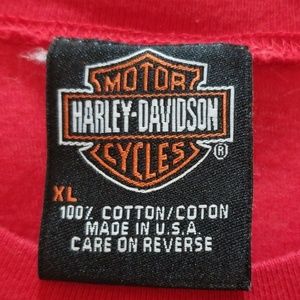 MOTOR
HARLEY-DAVIDSON
CYCLES ®
XL
100% COTTON/COTON
MADE IN U.S.A.
CARE ON REVERSE